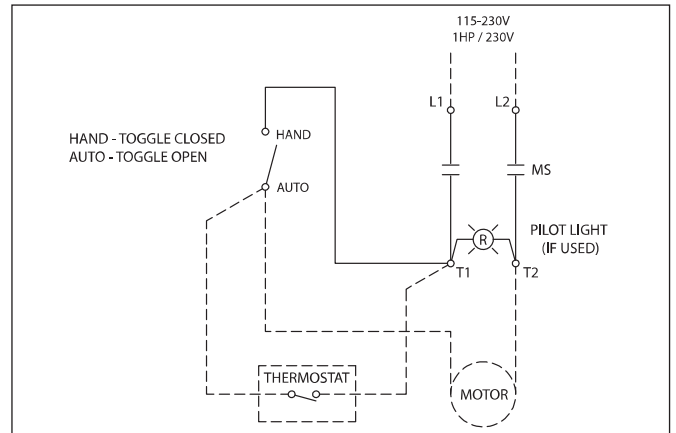 115-230V
1HP / 230V
L1
L2
HAND
HAND - TOGGLE CLOSED
AUTO - TOGGLE OPEN
MS
AUTO
PILOT LIGHT
(IF USED)
R
T1
T2
THERMOSTAT
MOTOR